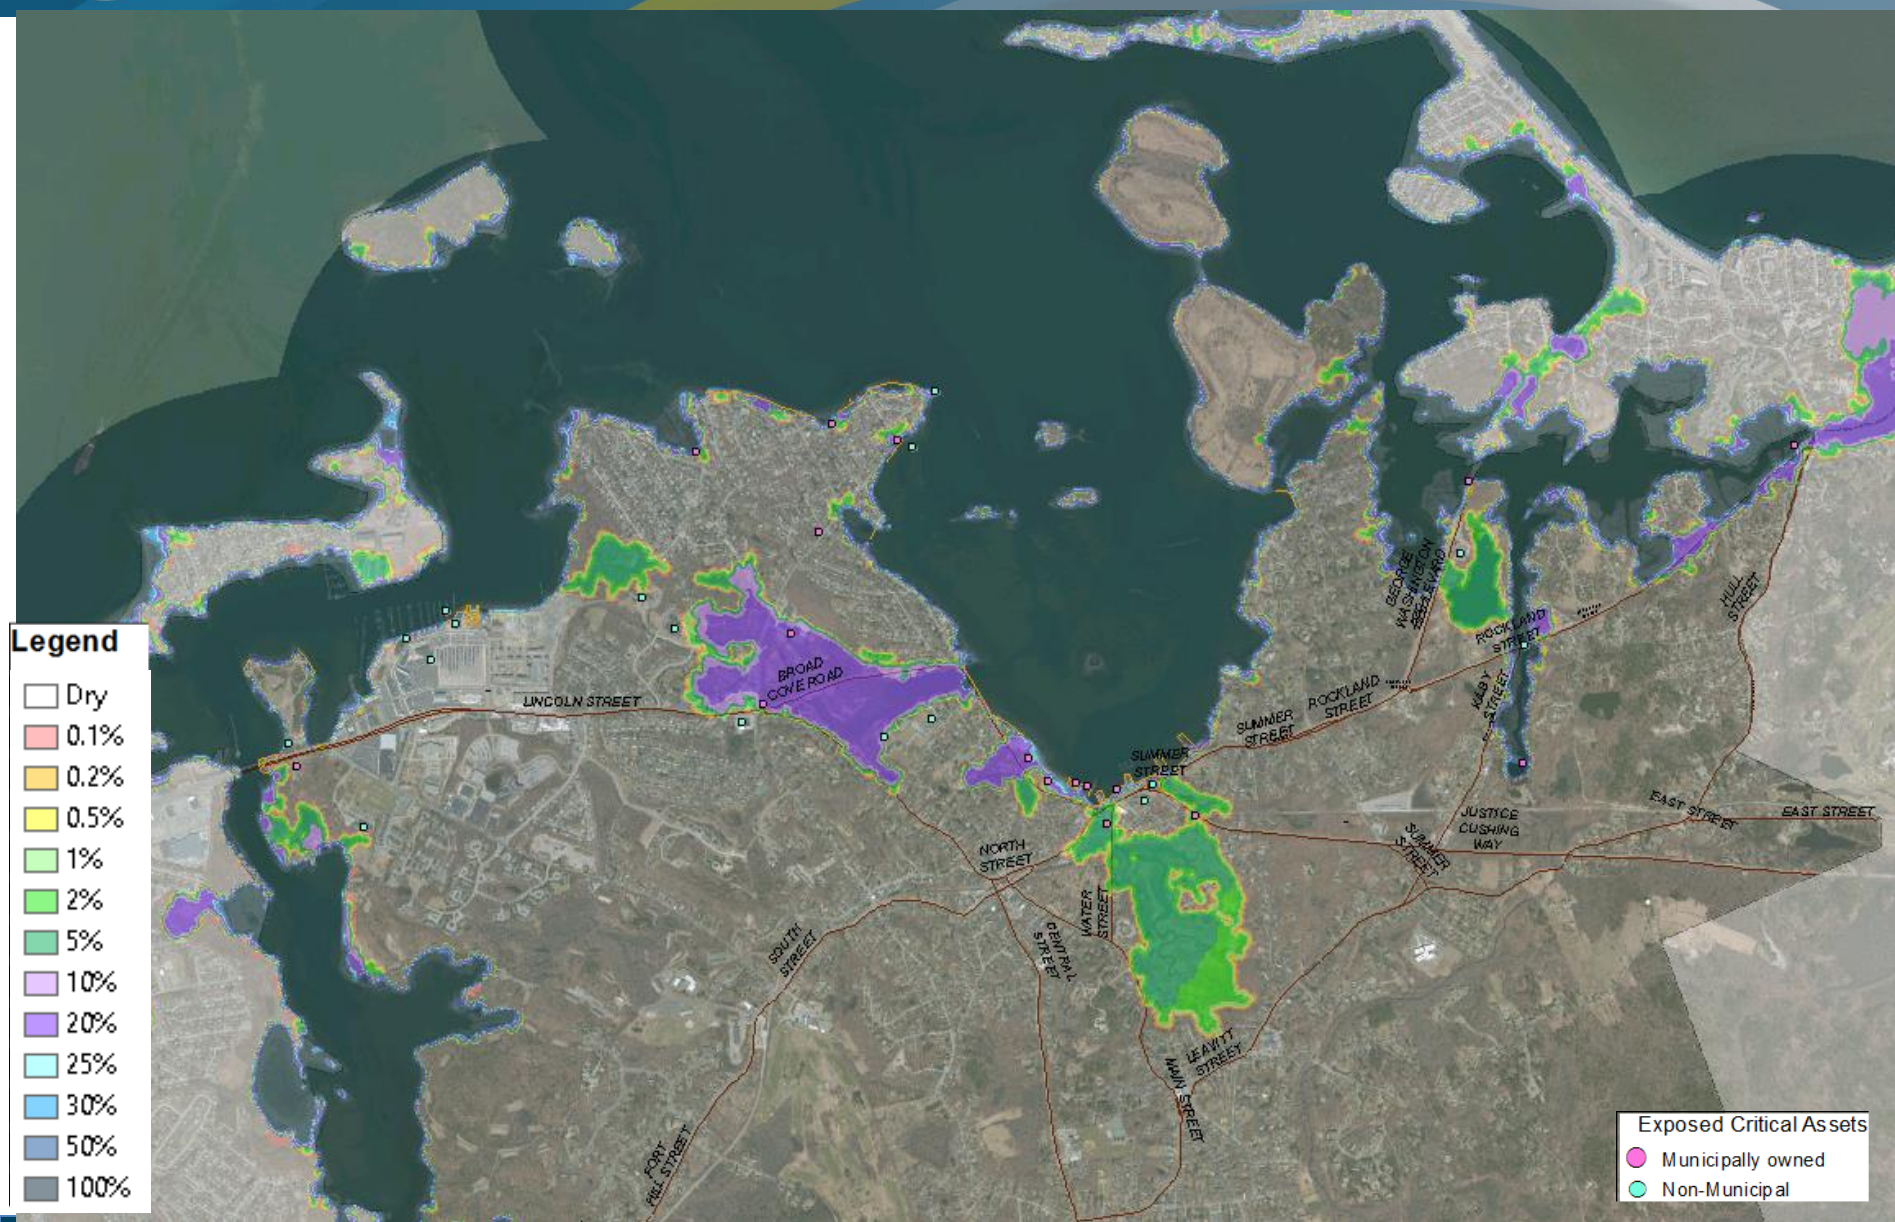 Legend
Dry
0.1%
0.2%
0.5%
1%
2%
5%
10%
20%
25%
30%
50%
100%
LINCOLN STREET
BROAD
COVE ROAD
GEORGE
WASHINGTON
BOULEVARD
ROCKLAND
STREET
HULL
STREET
ROCKLAND
STREET
KILBY
STREET
SUMMER
STREET
SUMMER
STREET
NORTH
STREET
JUSTICE
CUSHING
WAY
EAST STREET
EAST STREET
SUMMER
STREET
WATER
STREET
CENTRAL
STREET
SOUTH
STREET
LEAVITT
STREET
MAIN STREET
FORT
HILL STREET
Exposed Critical Assets
Municipally owned
Non-Municipal